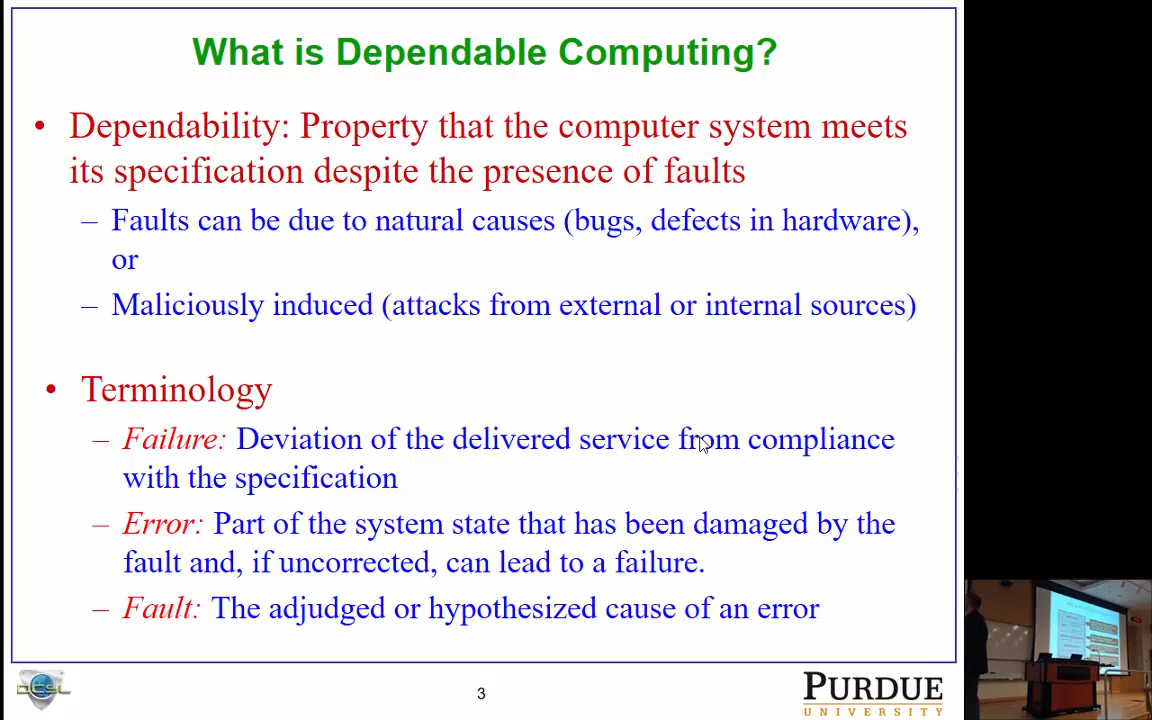 What is Dependable Computing?
• Dependability: Property that the computer system meets
its specification despite the presence of faults
– Faults can be due to natural causes (bugs, defects in hardware),
or
– Maliciously induced (attacks from external or internal sources)
• Terminology
– Failure: Deviation of the delivered service from compliance
with the specification
– Error: Part of the system state that has been damaged by the
fault and, if uncorrected, can lead to a failure.
– Fault: The adjudged or hypothesized cause of an error
DCSL
3
PURDUE
UNIVERSITY